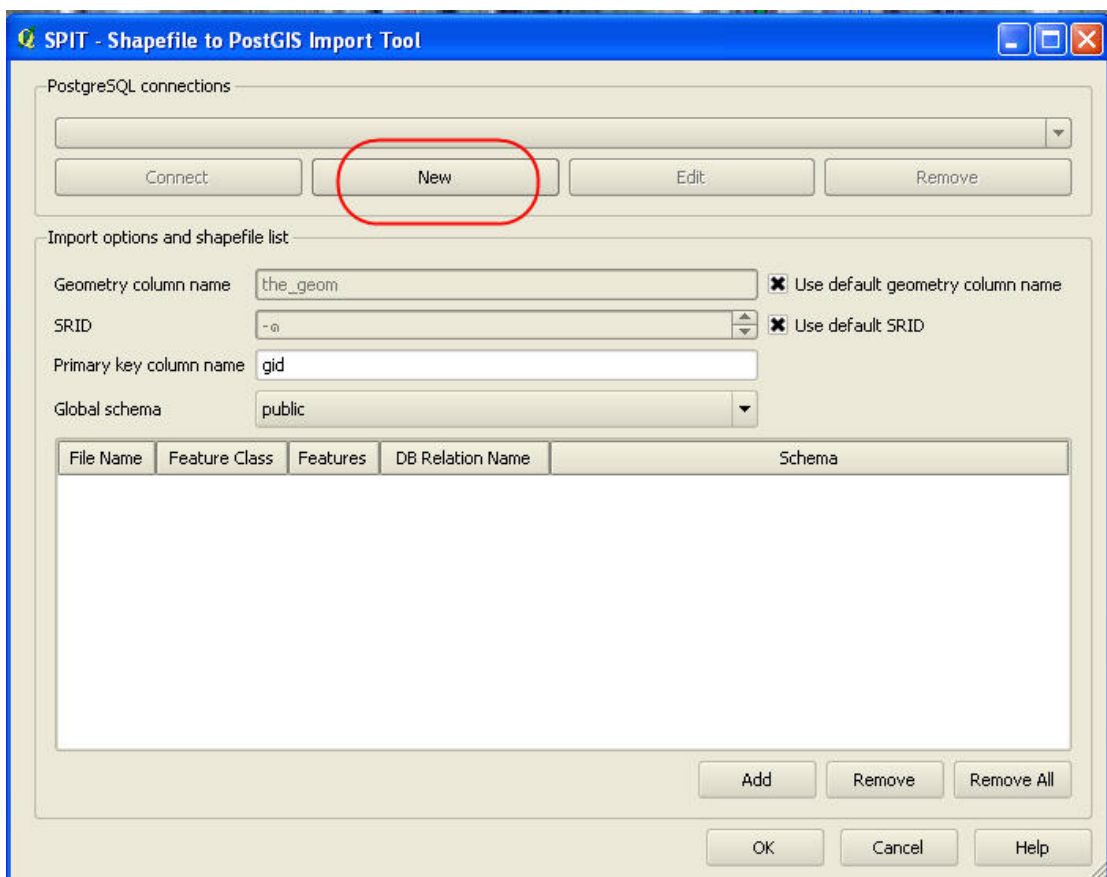 SPIT - Shapefile to PostGIS Import Tool
PostgreSQL connections
Connect New Edit Remove
Import options and shapefile list
Geometry column name the_geom Use default geometry column name
SRID -๑ Use default SRID
Primary key column name gid
Global schema public
File Name Feature Class Features DB Relation Name Schema
Add Remove Remove All
OK Cancel Help